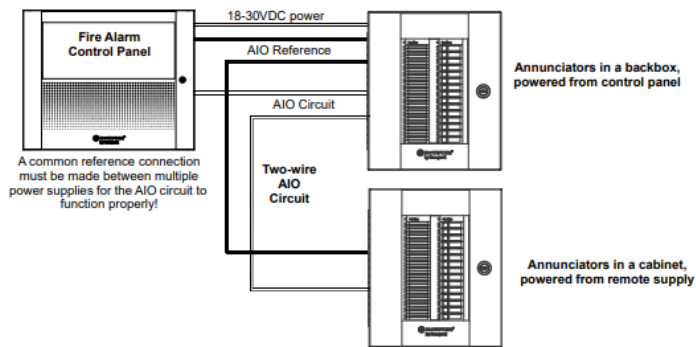 18-30VDC power
Fire Alarm
Control Panel
AIO Reference
Annunciators in a backbox,
powered from control panel
AIO Circuit
A common reference connection
must be made between multiple
power supplies for the AIO circuit to
function properly!
Two-wire
AIO
Circuit
Annunciators in a cabinet,
powered from remote supply